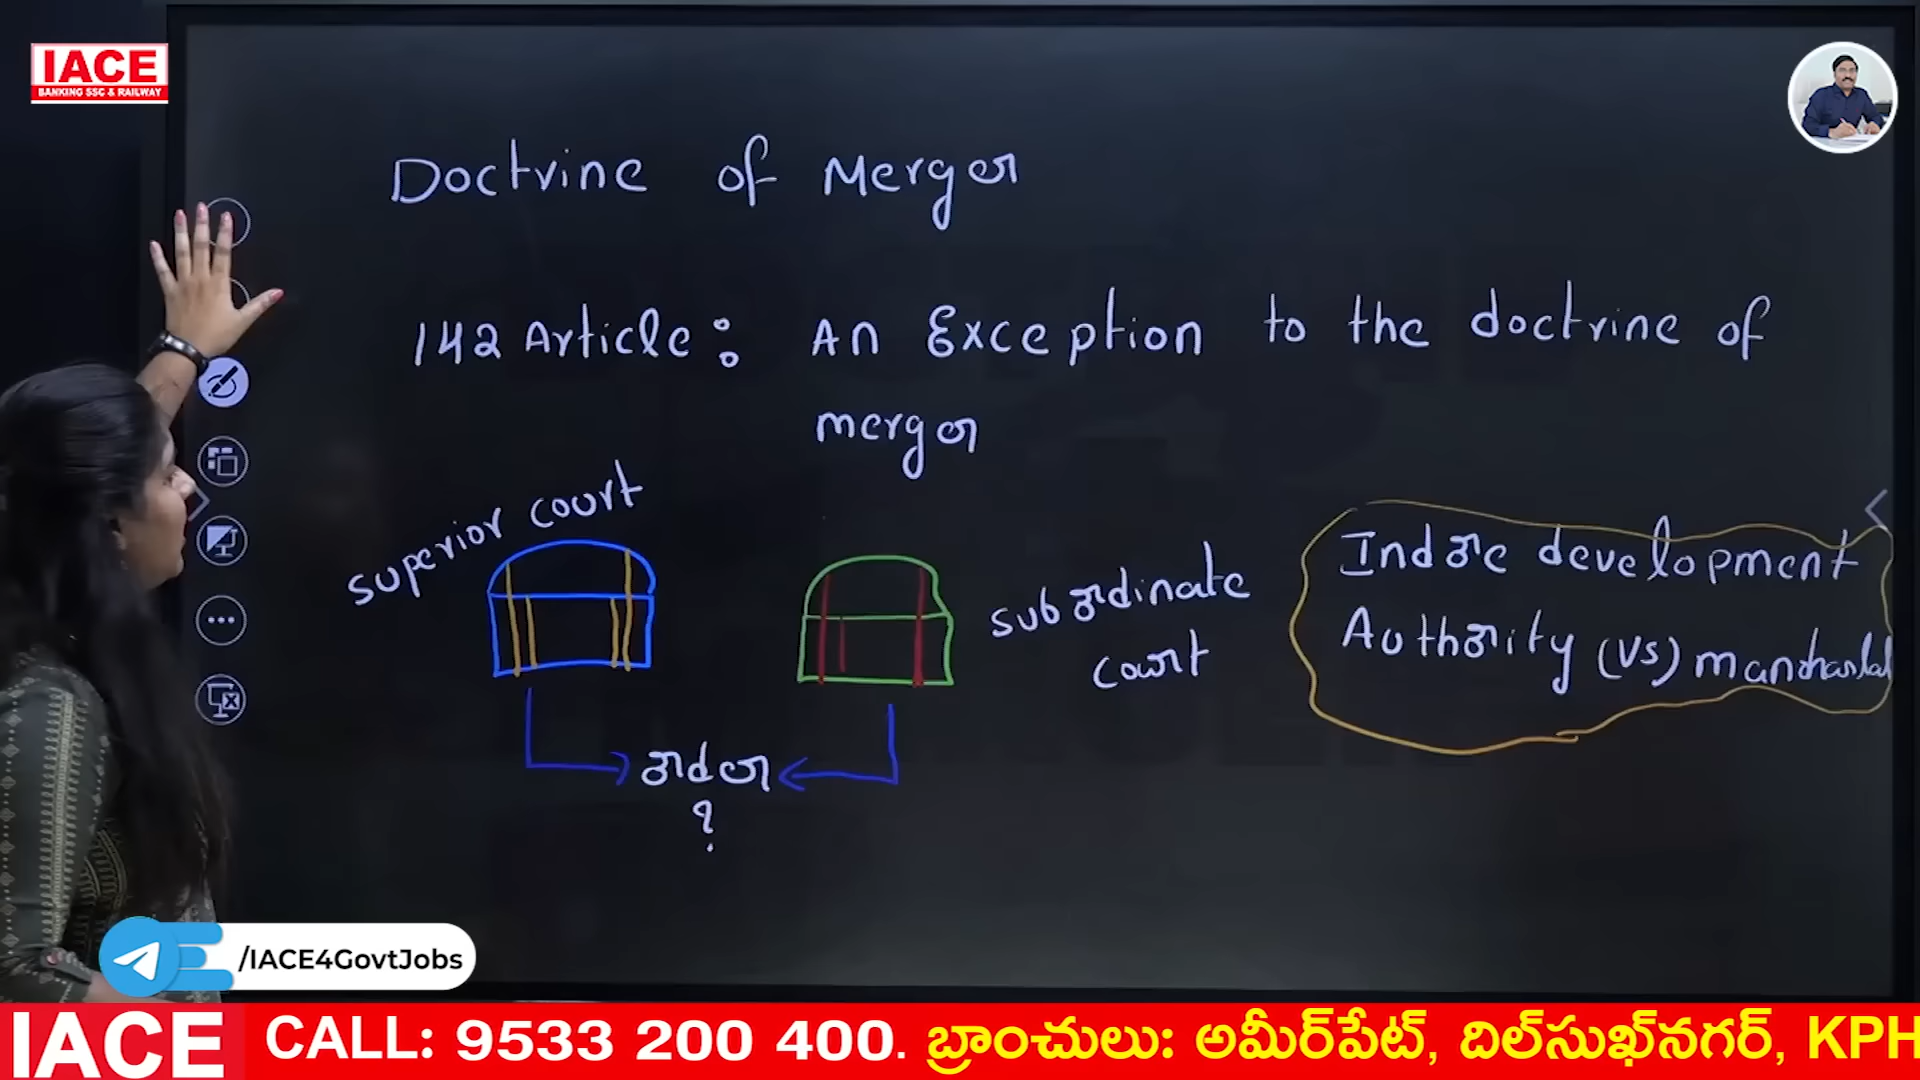 IACE
BANKING SSC & RAILWAY
Doctrine of Merger
142 Article: An Exception to the doctrine of
merger
superior court
subordinate
court
Indore development
Authority (vs) manoharlal
order
?
/IACE4GovtJobs
IACE CALL: 9533 200 400. బ్రాంచులు: అమీర్‌పేట్, దిల్‌సుఖ్‌నగర్, KPH